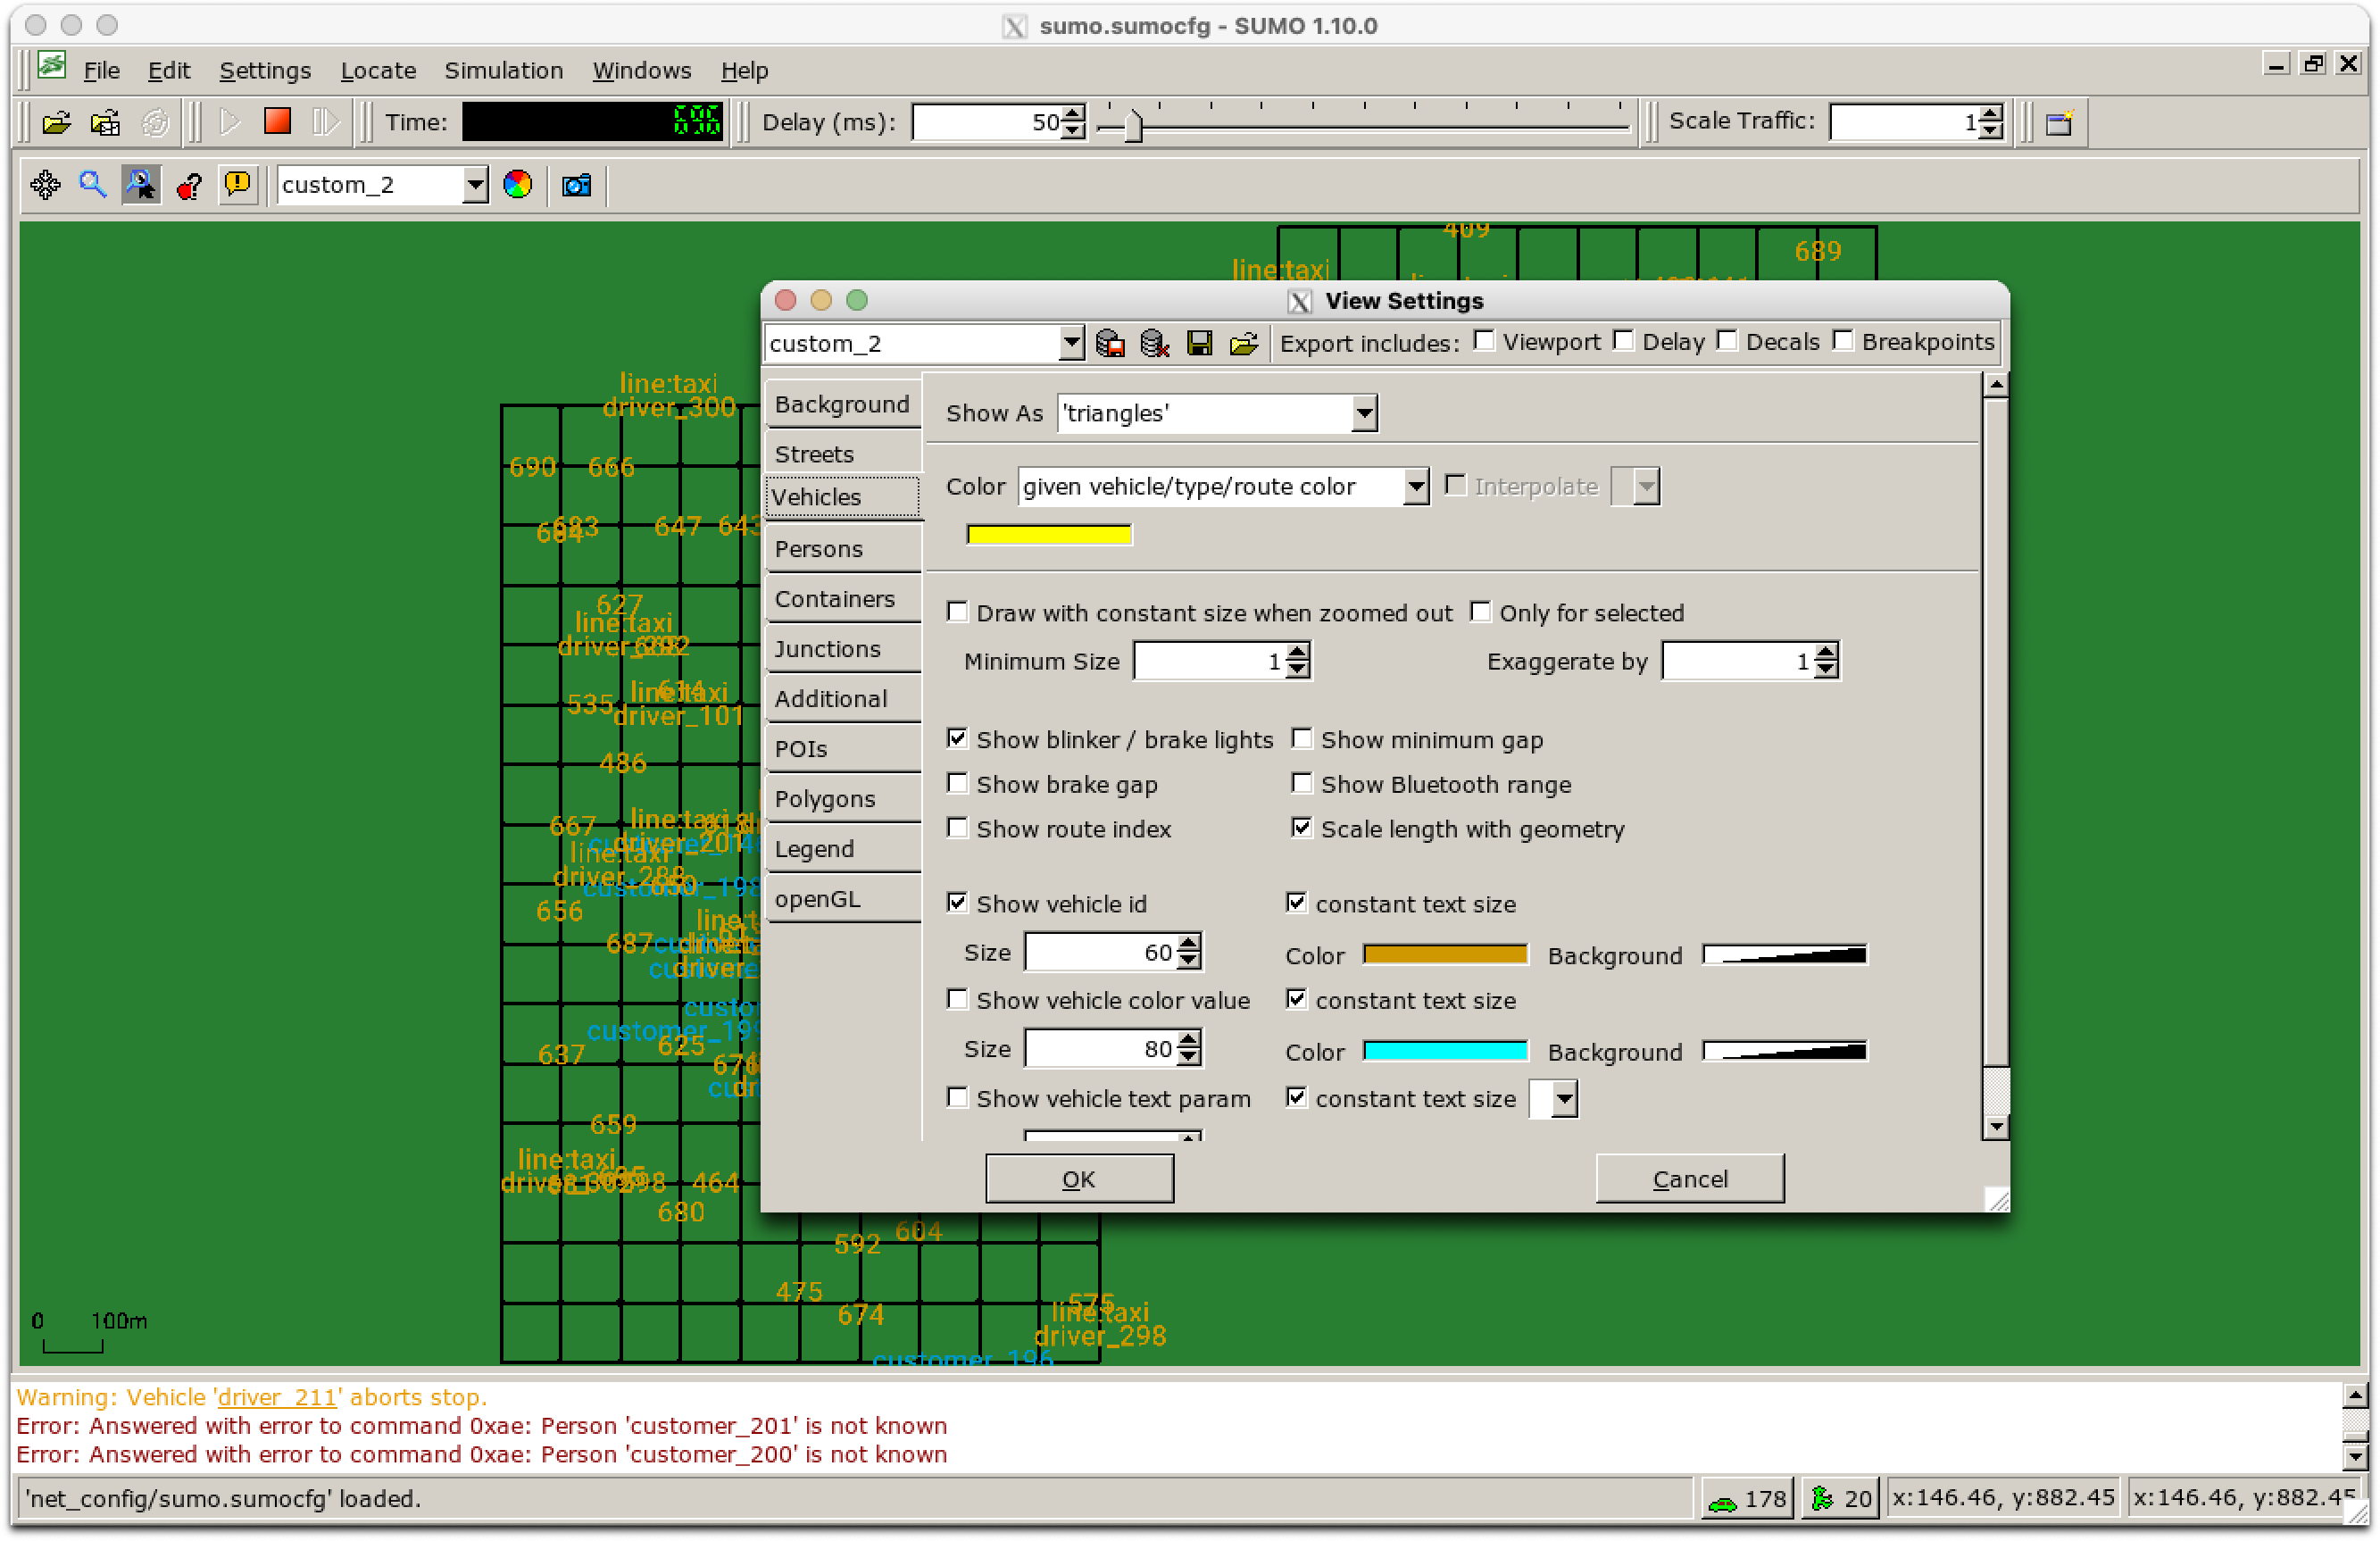 sumo.sumocfg - SUMO 1.10.0
File Edit Settings Locate Simulation Windows Help
Time: 696 Delay (ms): 50 Scale Traffic: 1
custom_2
409
689
line:taxi
View Settings
custom_2 Export includes: Viewport Delay Decals Breakpoints
Background
Streets
Vehicles
Persons
Containers
Junctions
Additional
POIs
Polygons
Legend
openGL
Show As 'triangles'
Color given vehicle/type/route color Interpolate
Draw with constant size when zoomed out Only for selected
Minimum Size 1 Exaggerate by 1
Show blinker / brake lights Show minimum gap
Show brake gap Show Bluetooth range
Show route index Scale length with geometry
Show vehicle id constant text size
Size 60 Color Background
Show vehicle color value constant text size
Size 80 Color Background
Show vehicle text param constant text size
OK Cancel
line:taxi
driver_300
690 666
647 643
627
line:taxi
535
line:taxi
driver_101
486
667 line:taxi
driver_201
line:taxi
driver_288
656
687
customer_199
637 625
676
659
line:taxi
464
680
592 604
475
674
575
line:taxi
driver_298
customer_196
0 100m
Warning: Vehicle 'driver_211' aborts stop.
Error: Answered with error to command 0xae: Person 'customer_201' is not known
Error: Answered with error to command 0xae: Person 'customer_200' is not known
'net_config/sumo.sumocfg' loaded. 178 20 x:146.46, y:882.45 x:146.46, y:882.45